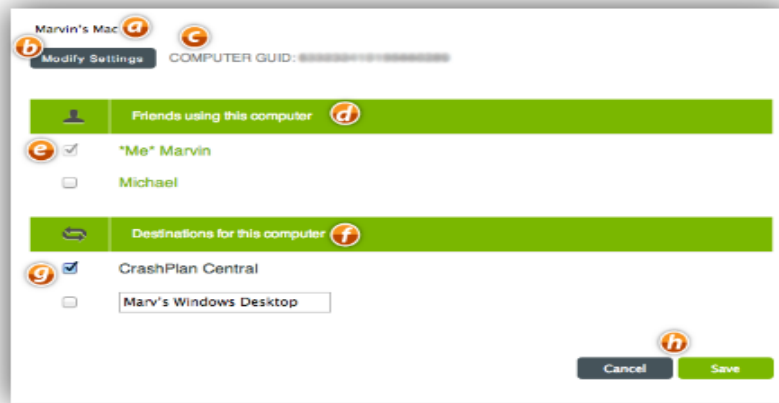 Marvin's Mac a
b c
Modify Settings COMPUTER GUID:
Friends using this computer d
e *Me* Marvin
Michael
Destinations for this computer f
g CrashPlan Central
Marv's Windows Desktop
h
Cancel Save